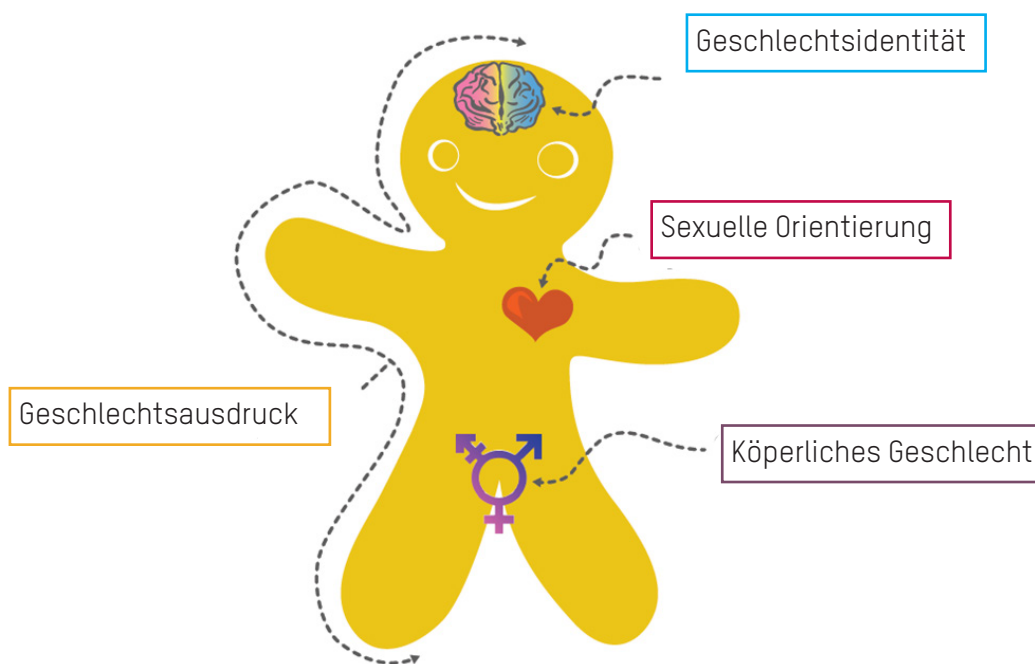 Geschlechtsidentität
Sexuelle Orientierung
Geschlechtsausdruck
Köperliches Geschlecht